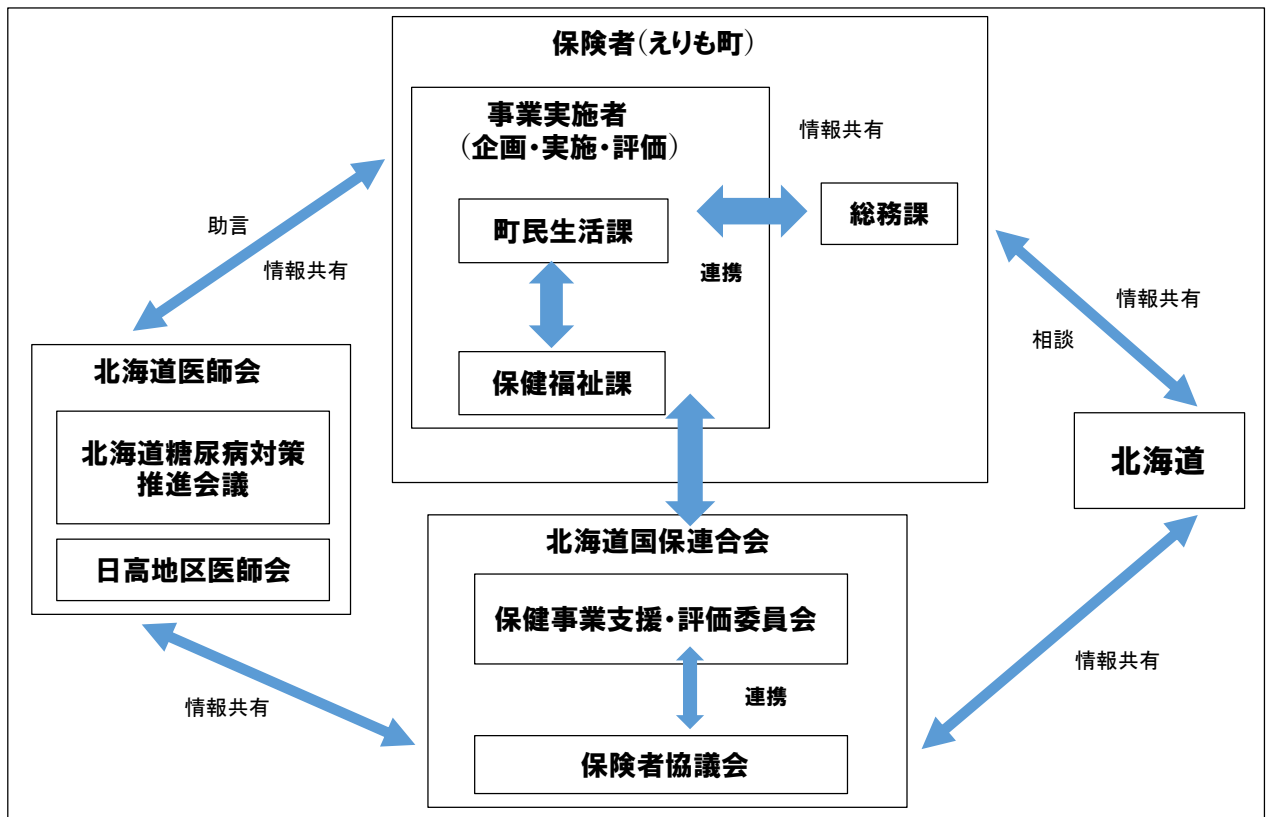 保険者(えりも町)
事業実施者
(企画・実施・評価)
情報共有
町民生活課
総務課
連携
保健福祉課
助言
情報共有
情報共有
相談
北海道医師会
北海道糖尿病対策
推進会議
日高地区医師会
北海道
北海道国保連合会
保健事業支援・評価委員会
連携
保険者協議会
情報共有
情報共有